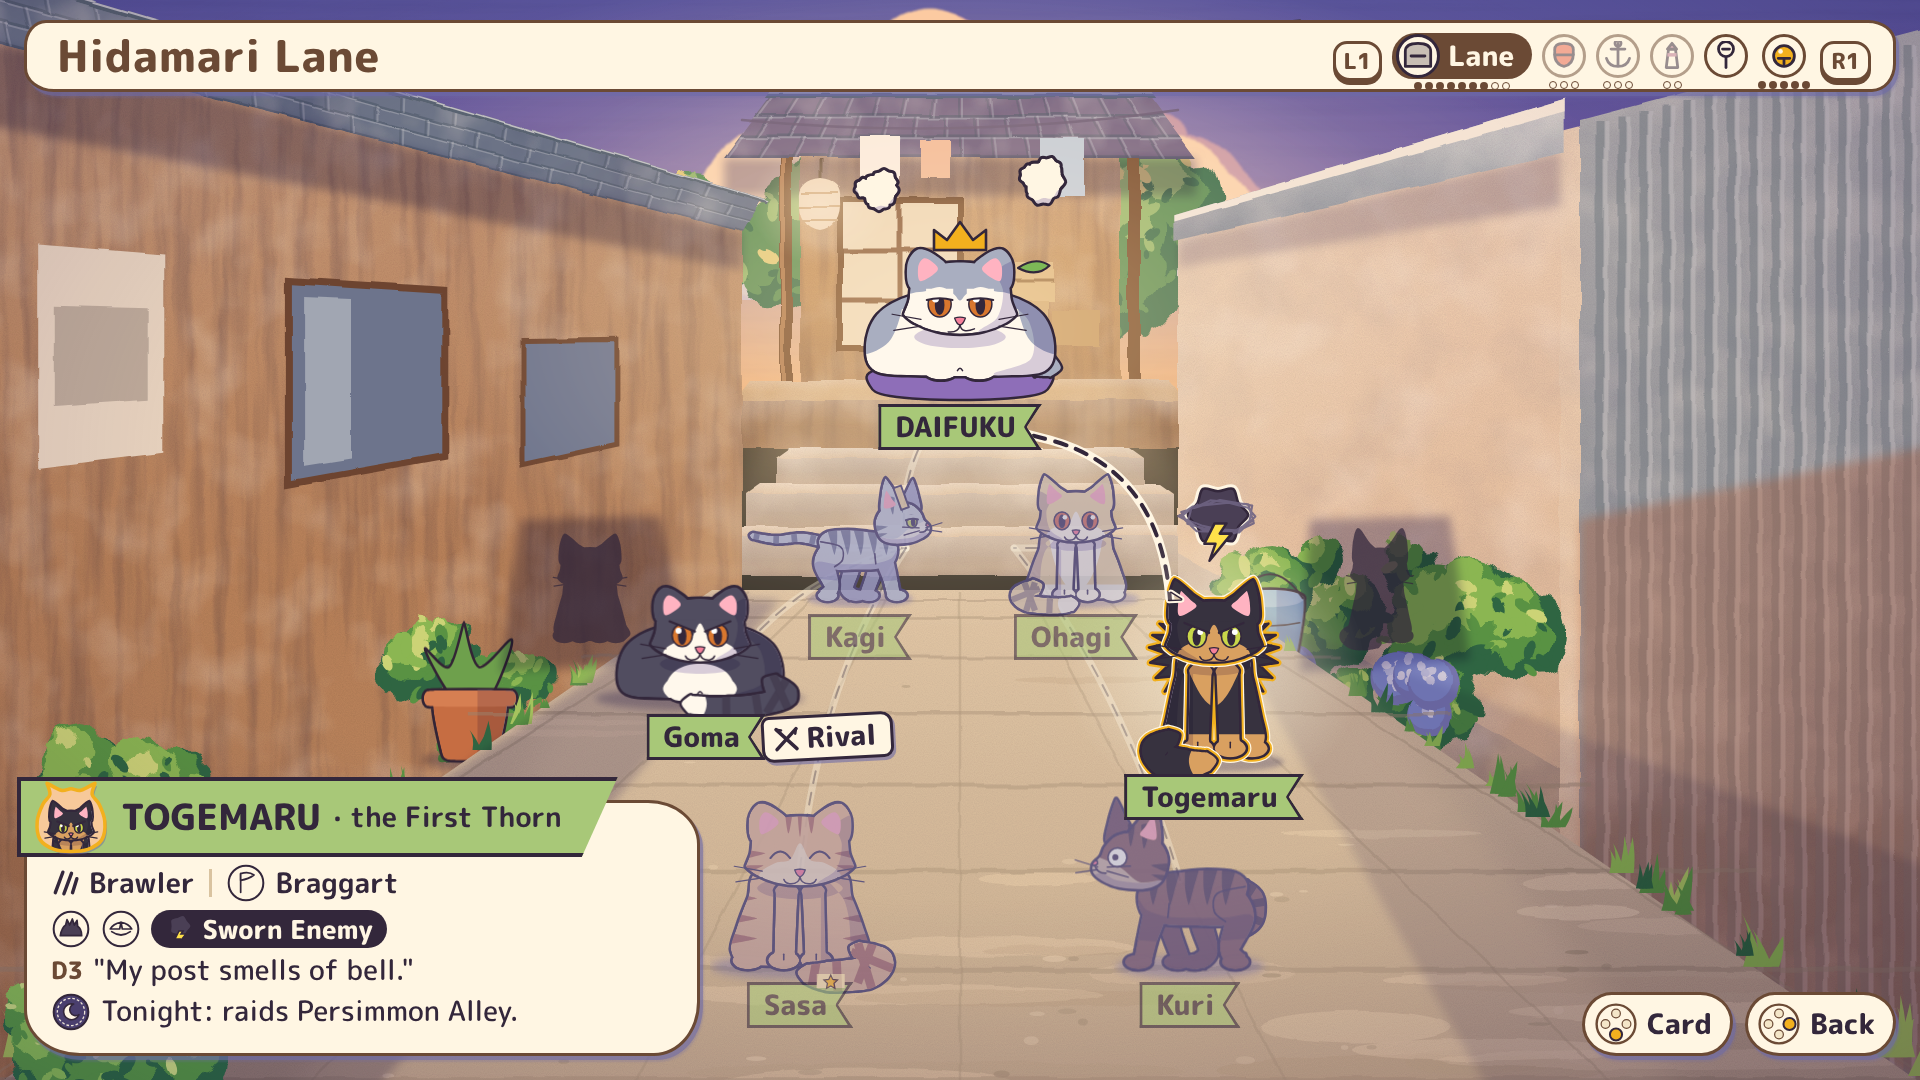 Hidamari Lane
L1
Lane
R1
DAIFUKU
Kagi
Ohagi
Goma
Rival
Togemaru
TOGEMARU · the First Thorn
Brawler
Braggart
Sworn Enemy
D3 "My post smells of bell."
Tonight: raids Persimmon Alley.
Sasa
Kuri
Card
Back